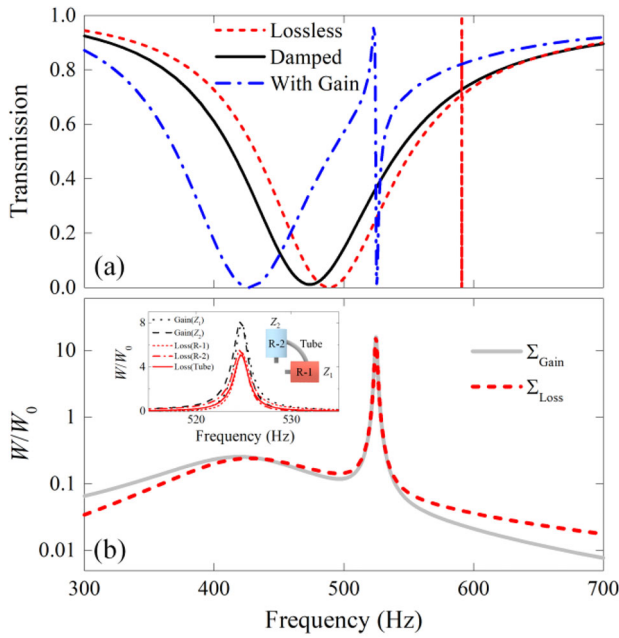 1.0
0.8
0.6
0.4
0.2
0.0
Transmission
Lossless
Damped
With Gain
(a)
10
1
0.1
0.01
W/W₀
8
4
0
W/W₀
Gain(Z₁)
Gain(Z₂)
Loss(R-1)
Loss(R-2)
Loss(Tube)
Z₂
R-2
Tube
R-1
Z₁
520 530
Frequency (Hz)
Σ_Gain
Σ_Loss
(b)
300 400 500 600 700
Frequency (Hz)